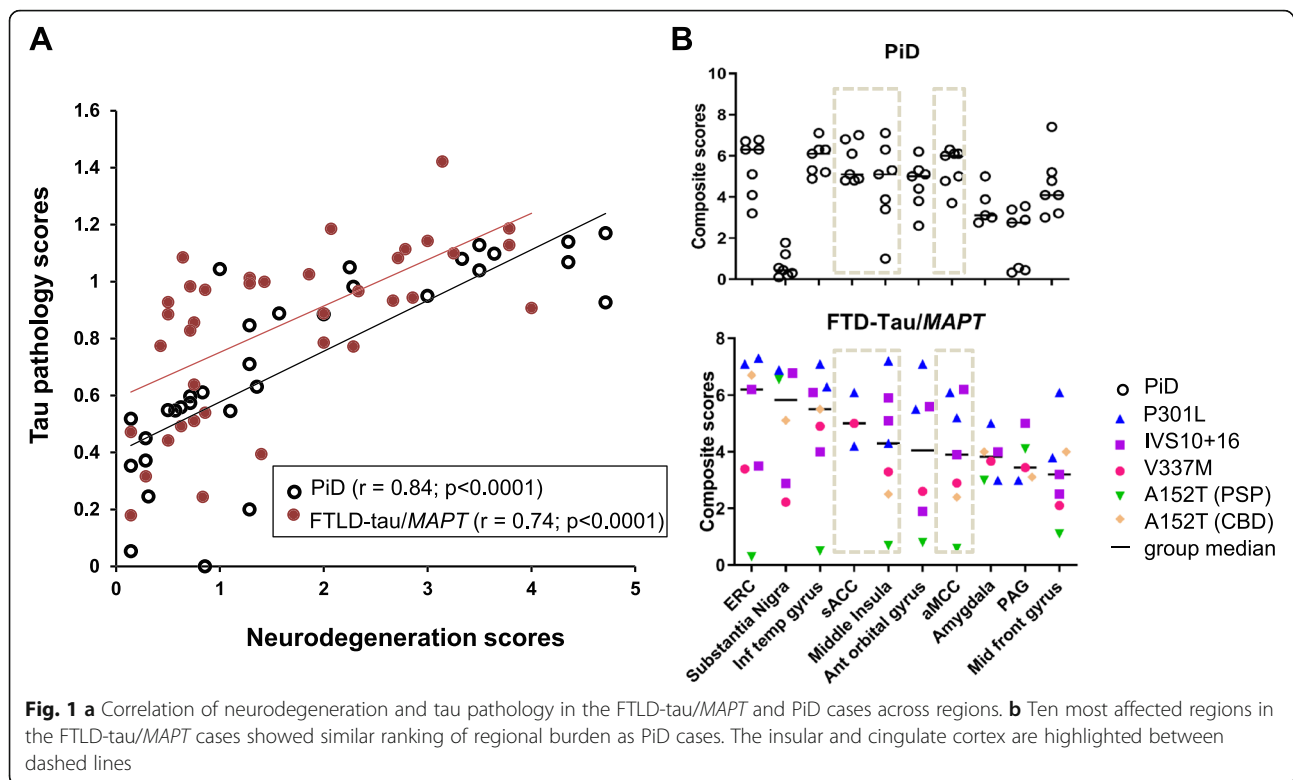 A
1.6
1.4
1.2
1
0.8
0.6
0.4
0.2
0
0 1 2 3 4 5
Tau pathology scores
Neurodegeneration scores
PiD (r = 0.84; p<0.0001)
FTLD-tau/MAPT (r = 0.74; p<0.0001)
B
PiD
10
8
6
4
2
0
Composite scores
FTD-Tau/MAPT
8
6
4
2
0
Composite scores
ERC
Substantia Nigra
Inf temp gyrus
sACC
Middle Insula
Ant orbital gyrus
aMCC
Amygdala
PAG
Mid front gyrus
PiD
P301L
IVS10+16
V337M
A152T (PSP)
A152T (CBD)
group median
Fig. 1 a Correlation of neurodegeneration and tau pathology in the FTLD-tau/MAPT and PiD cases across regions. b Ten most affected regions in
the FTLD-tau/MAPT cases showed similar ranking of regional burden as PiD cases. The insular and cingulate cortex are highlighted between
dashed lines